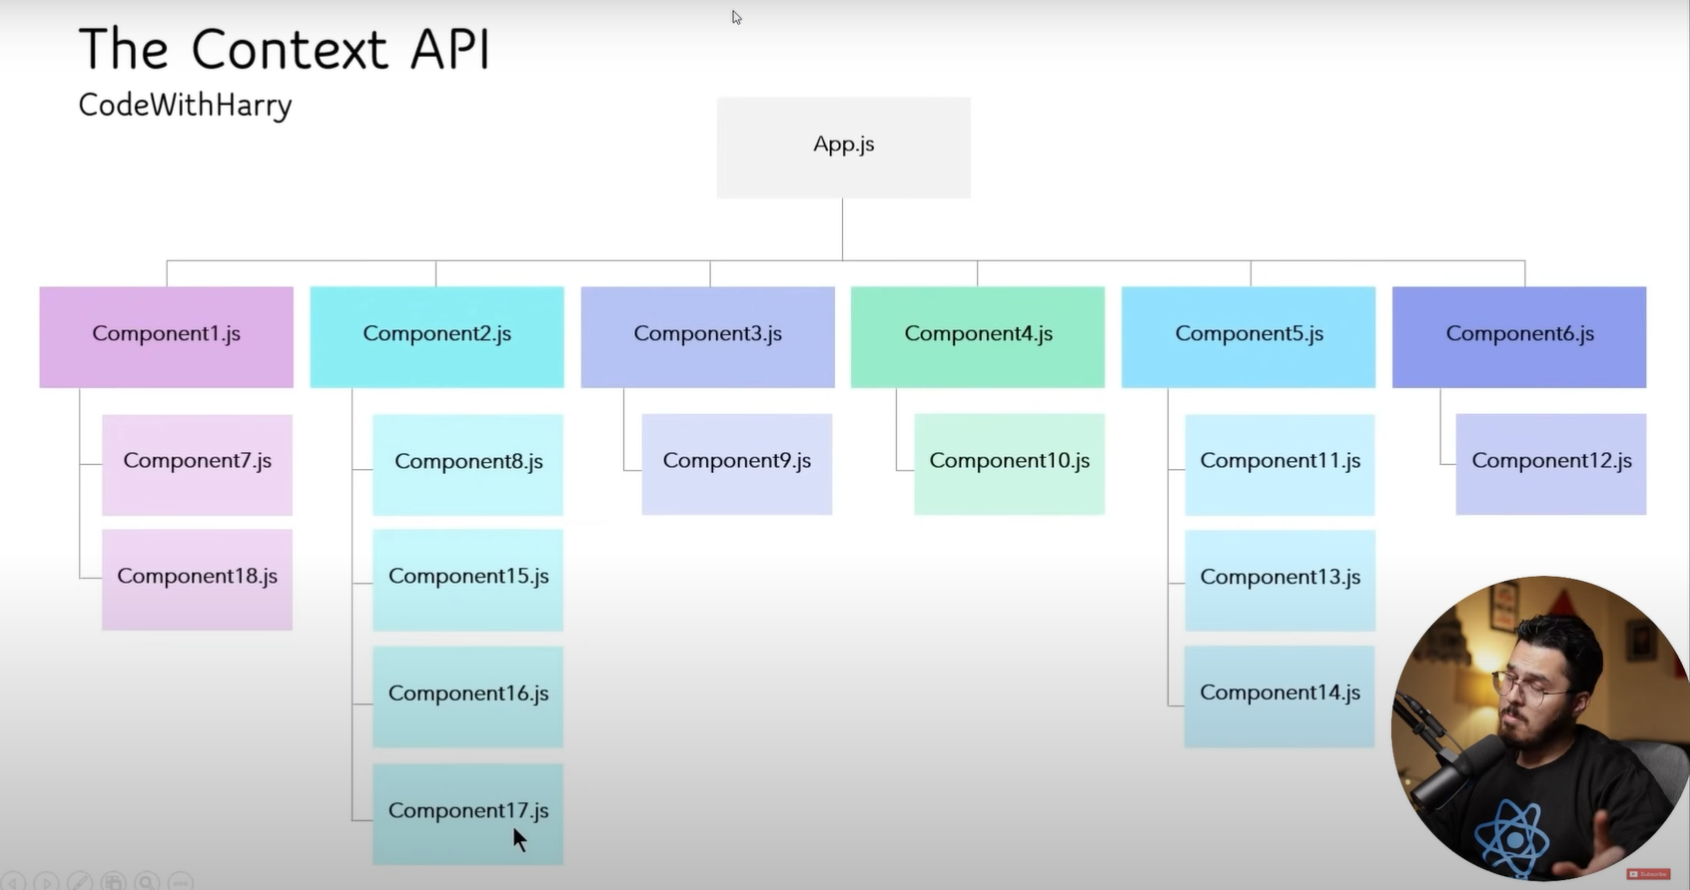 The Context API
CodeWithHarry
App.js
Component1.js
Component2.js
Component3.js
Component4.js
Component5.js
Component6.js
Component7.js
Component8.js
Component9.js
Component10.js
Component11.js
Component12.js
Component18.js
Component15.js
Component13.js
Component16.js
Component14.js
Component17.js
Subscribe